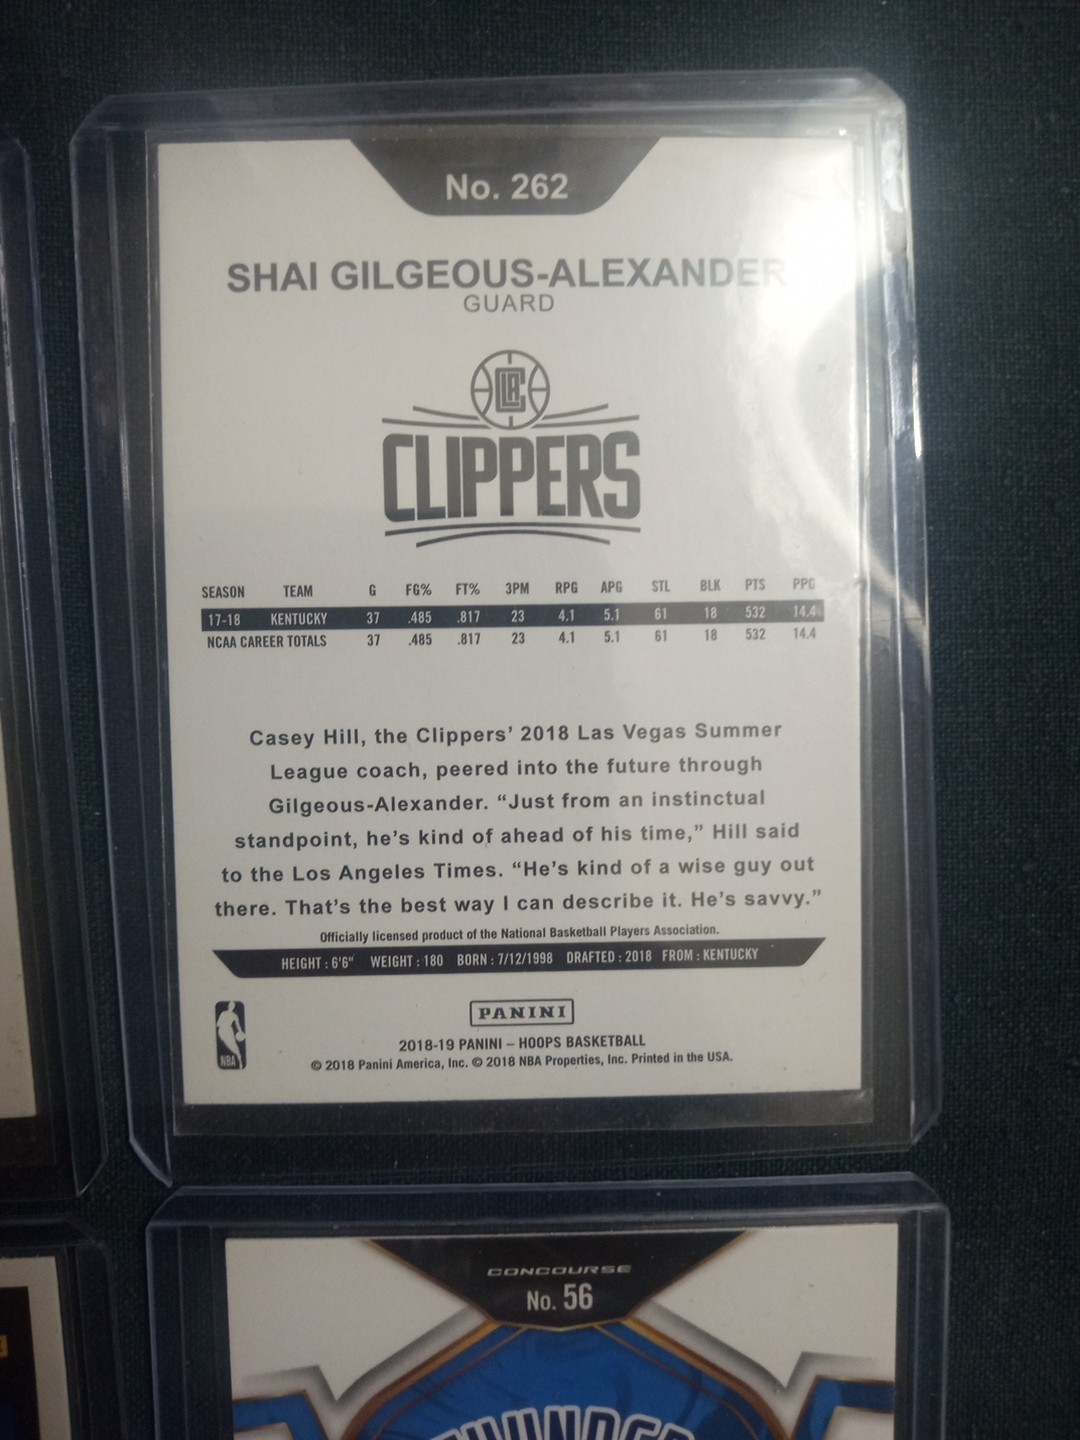 No. 262
SHAI GILGEOUS-ALEXANDER
GUARD
LAC
CLIPPERS
SEASON TEAM G FG% FT% 3PM RPG APG STL BLK PTS PPG
17-18 KENTUCKY 37 .485 .817 23 4.1 5.1 61 18 532 14.4
NCAA CAREER TOTALS 37 .485 .817 23 4.1 5.1 61 18 532 14.4
Casey Hill, the Clippers’ 2018 Las Vegas Summer
League coach, peered into the future through
Gilgeous-Alexander. “Just from an instinctual
standpoint, he’s kind of ahead of his time,” Hill said
to the Los Angeles Times. “He’s kind of a wise guy out
there. That’s the best way I can describe it. He’s savvy.”
Officially licensed product of the National Basketball Players Association.
HEIGHT : 6'6" WEIGHT : 180 BORN : 7/12/1998 DRAFTED : 2018 FROM : KENTUCKY
NBA
PANINI
2018-19 PANINI – HOOPS BASKETBALL
© 2018 Panini America, Inc. © 2018 NBA Properties, Inc. Printed in the USA.
CONCOURSE
No. 56
THUNDER